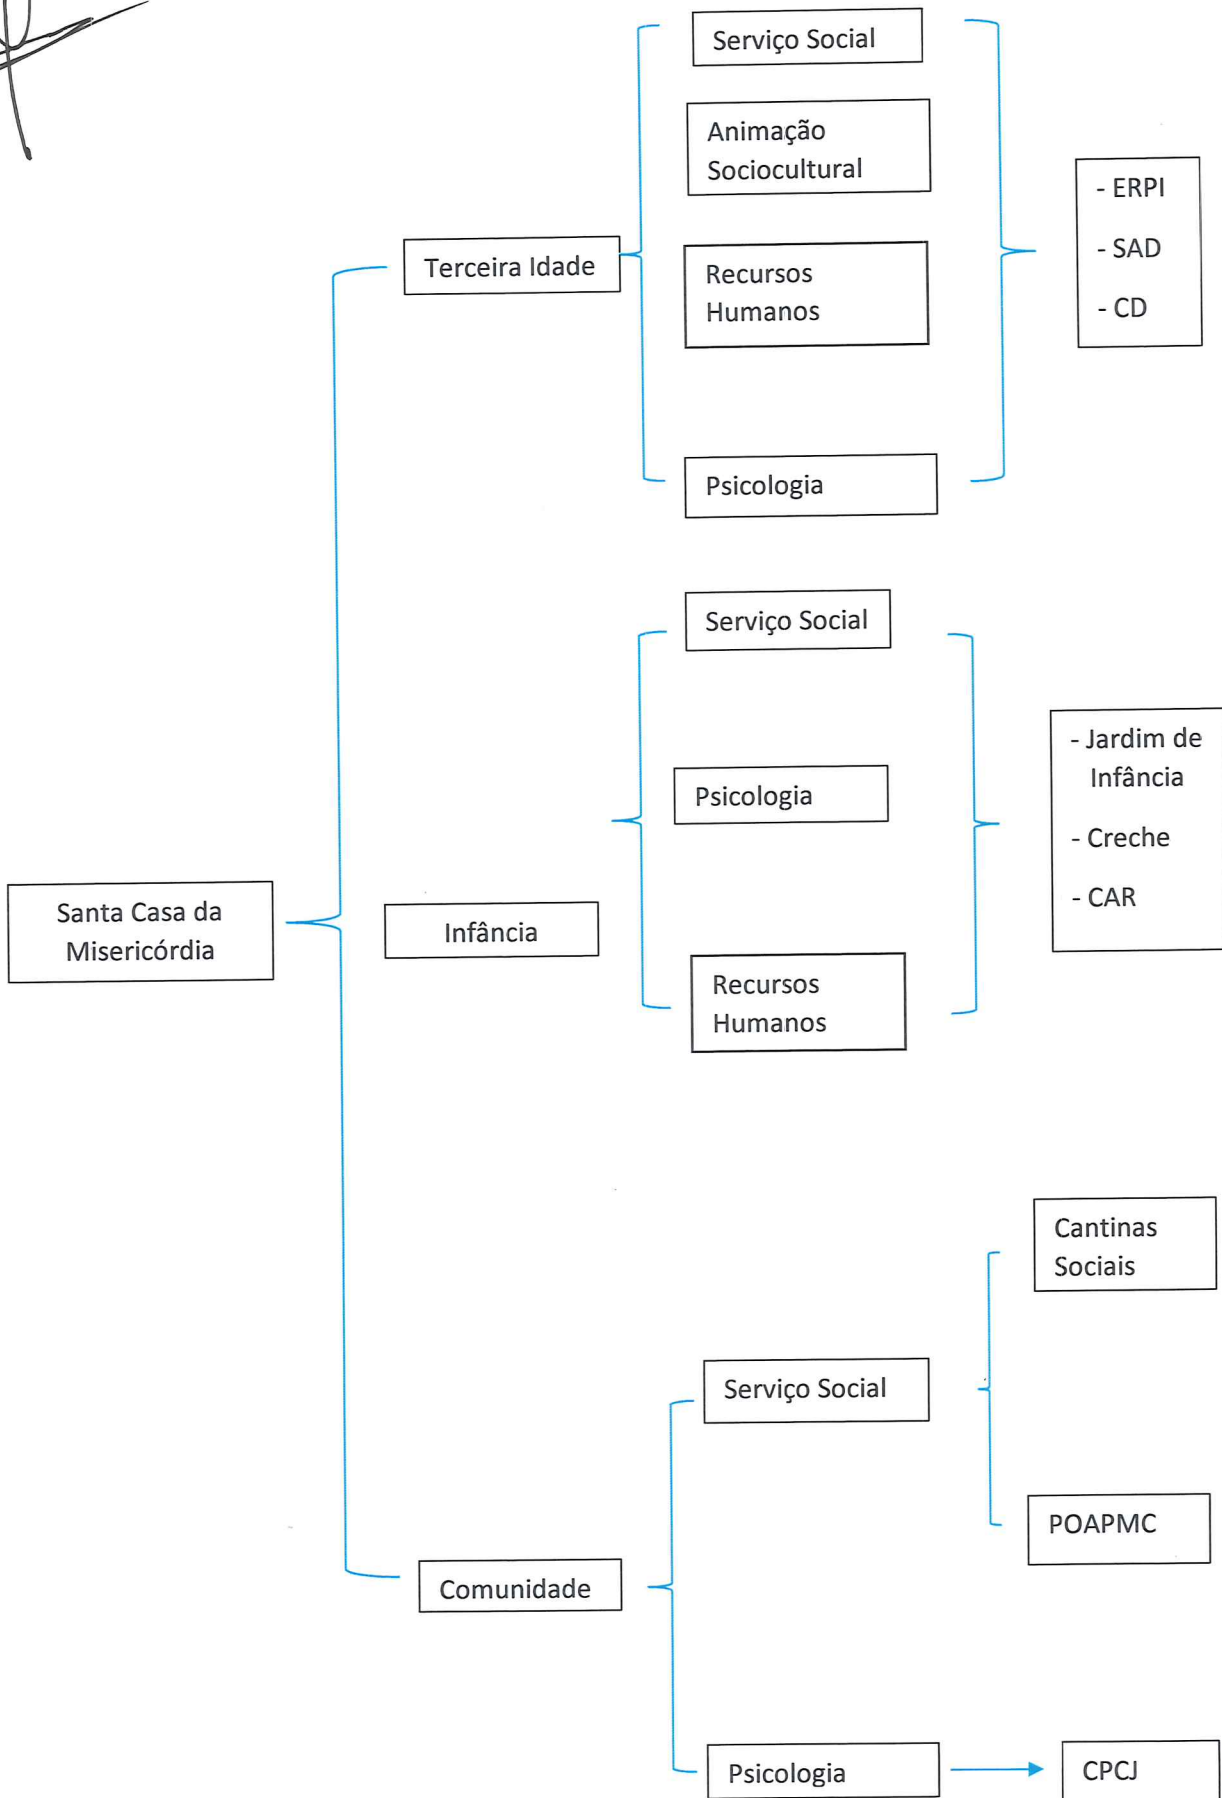 Serviço Social
Animação
Sociocultural
- ERPI
- SAD
- CD
Terceira Idade
Recursos
Humanos
Psicologia
Serviço Social
- Jardim de
Infância
- Creche
- CAR
Psicologia
Santa Casa da
Misericórdia
Infância
Recursos
Humanos
Cantinas
Sociais
Serviço Social
POAPMC
Comunidade
Psicologia
CPCJ